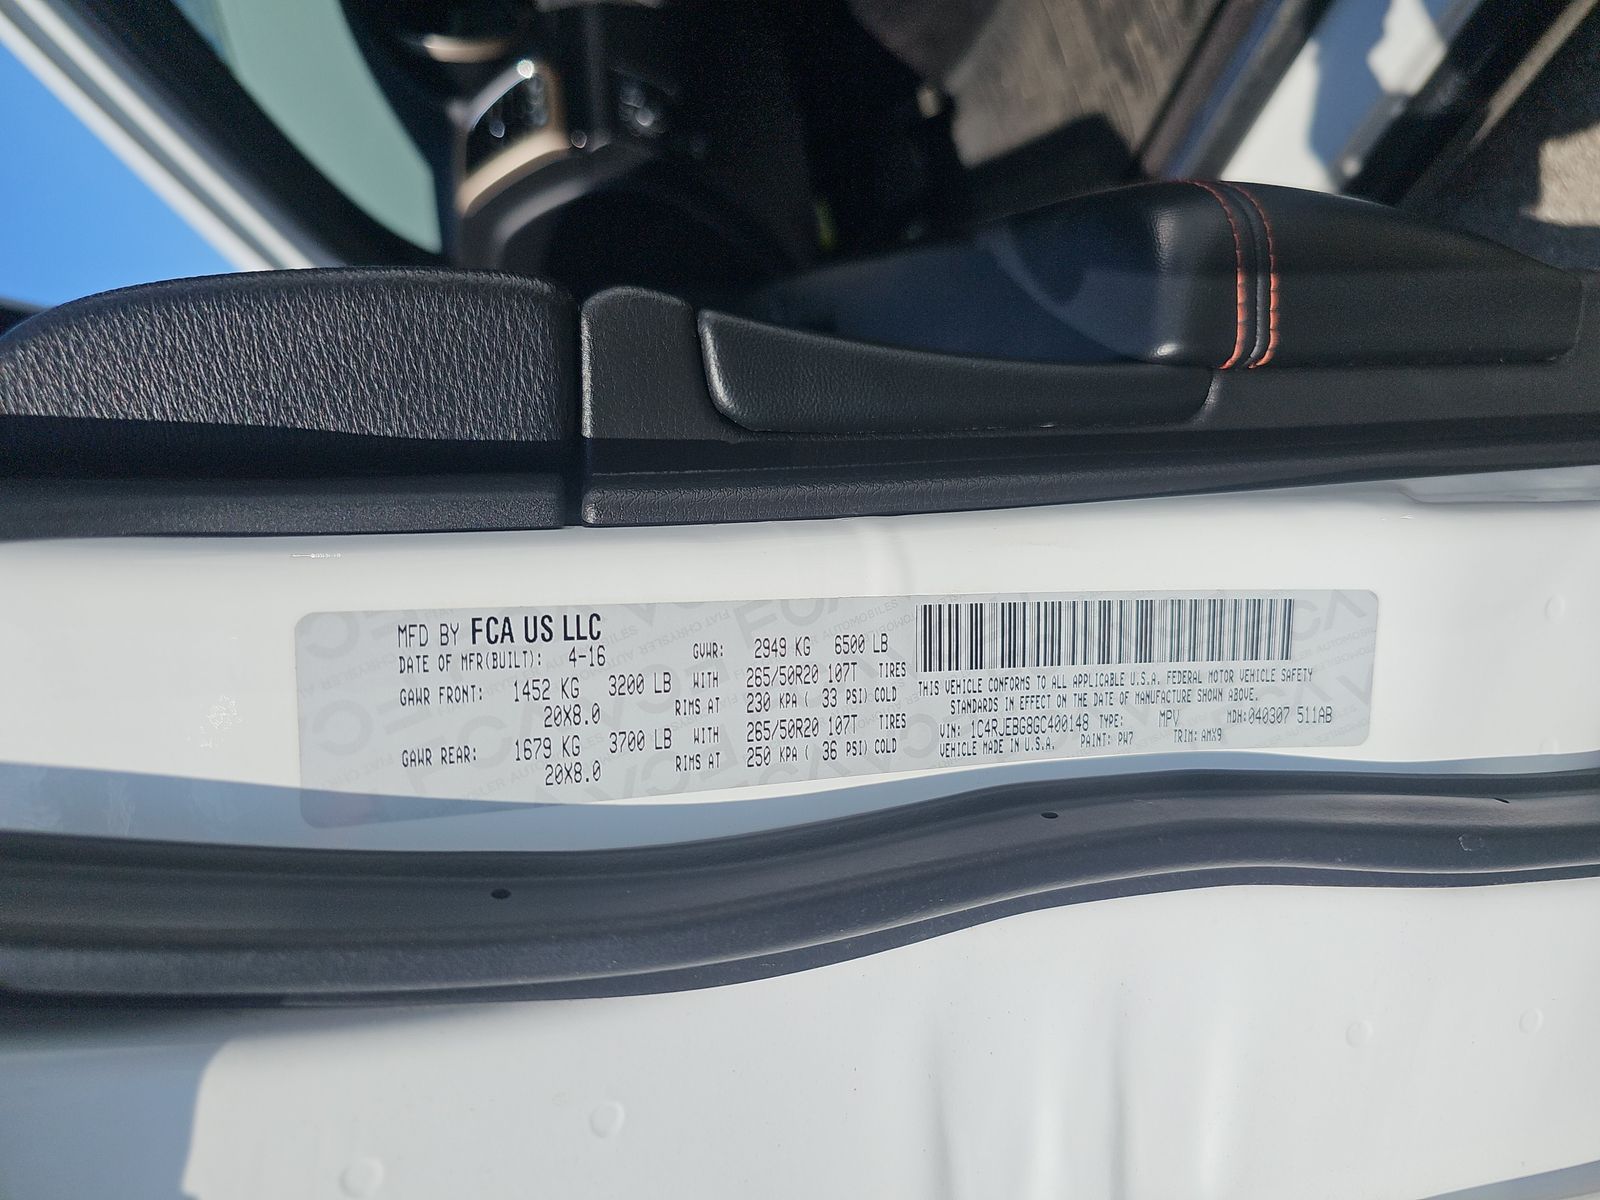 MFD BY FCA US LLC
DATE OF MFR(BUILT): 4-16 GVWR: 2949 KG 6500 LB
GAWR FRONT: 1452 KG 3200 LB WITH 265/50R20 107T TIRES
20X8.0 RIMS AT 230 KPA ( 33 PSI) COLD
GAWR REAR: 1679 KG 3700 LB WITH 265/50R20 107T TIRES
20X8.0 RIMS AT 250 KPA ( 36 PSI) COLD
THIS VEHICLE CONFORMS TO ALL APPLICABLE U.S.A. FEDERAL MOTOR VEHICLE SAFETY
STANDARDS IN EFFECT ON THE DATE OF MANUFACTURE SHOWN ABOVE.
VIN: 1C4RJEBG8GC400148 TYPE: MPV MDH:040307 511AB
VEHICLE MADE IN U.S.A. PAINT: PW7 TRIM: AMX9